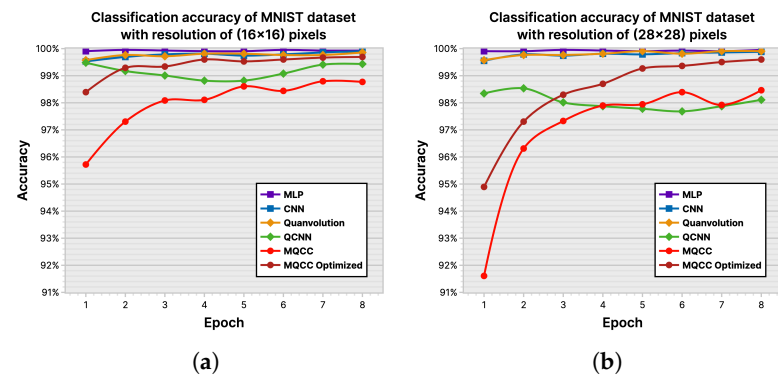 Classification accuracy of MNIST dataset
with resolution of (16×16) pixels
100%
99%
98%
97%
96%
95%
94%
93%
92%
91%
Accuracy
MLP
CNN
Quanvolution
QCNN
MQCC
MQCC Optimized
1 2 3 4 5 6 7 8
Epoch
(a)
Classification accuracy of MNIST dataset
with resolution of (28×28) pixels
100%
99%
98%
97%
96%
95%
94%
93%
92%
91%
Accuracy
MLP
CNN
Quanvolution
QCNN
MQCC
MQCC Optimized
1 2 3 4 5 6 7 8
Epoch
(b)